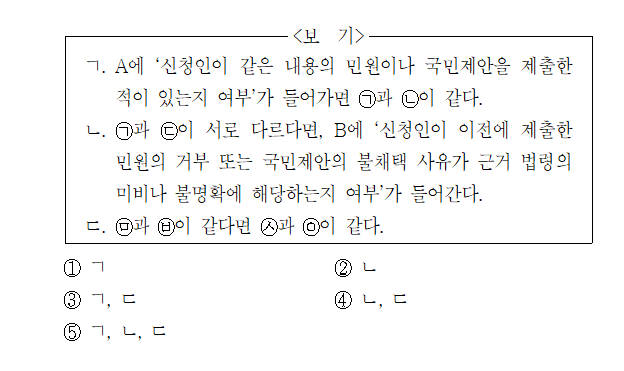 <보 기>
ㄱ. A에 ‘신청인이 같은 내용의 민원이나 국민제안을 제출한
적이 있는지 여부’가 들어가면 ㉠과 ㉡이 같다.
ㄴ. ㉠과 ㉢이 서로 다르다면, B에 ‘신청인이 이전에 제출한
민원의 거부 또는 국민제안의 불채택 사유가 근거 법령의
미비나 불명확에 해당하는지 여부’가 들어간다.
ㄷ. ㉤과 ㉥이 같다면 ㉦과 ㉧이 같다.
① ㄱ ② ㄴ
③ ㄱ, ㄷ ④ ㄴ, ㄷ
⑤ ㄱ, ㄴ, ㄷ